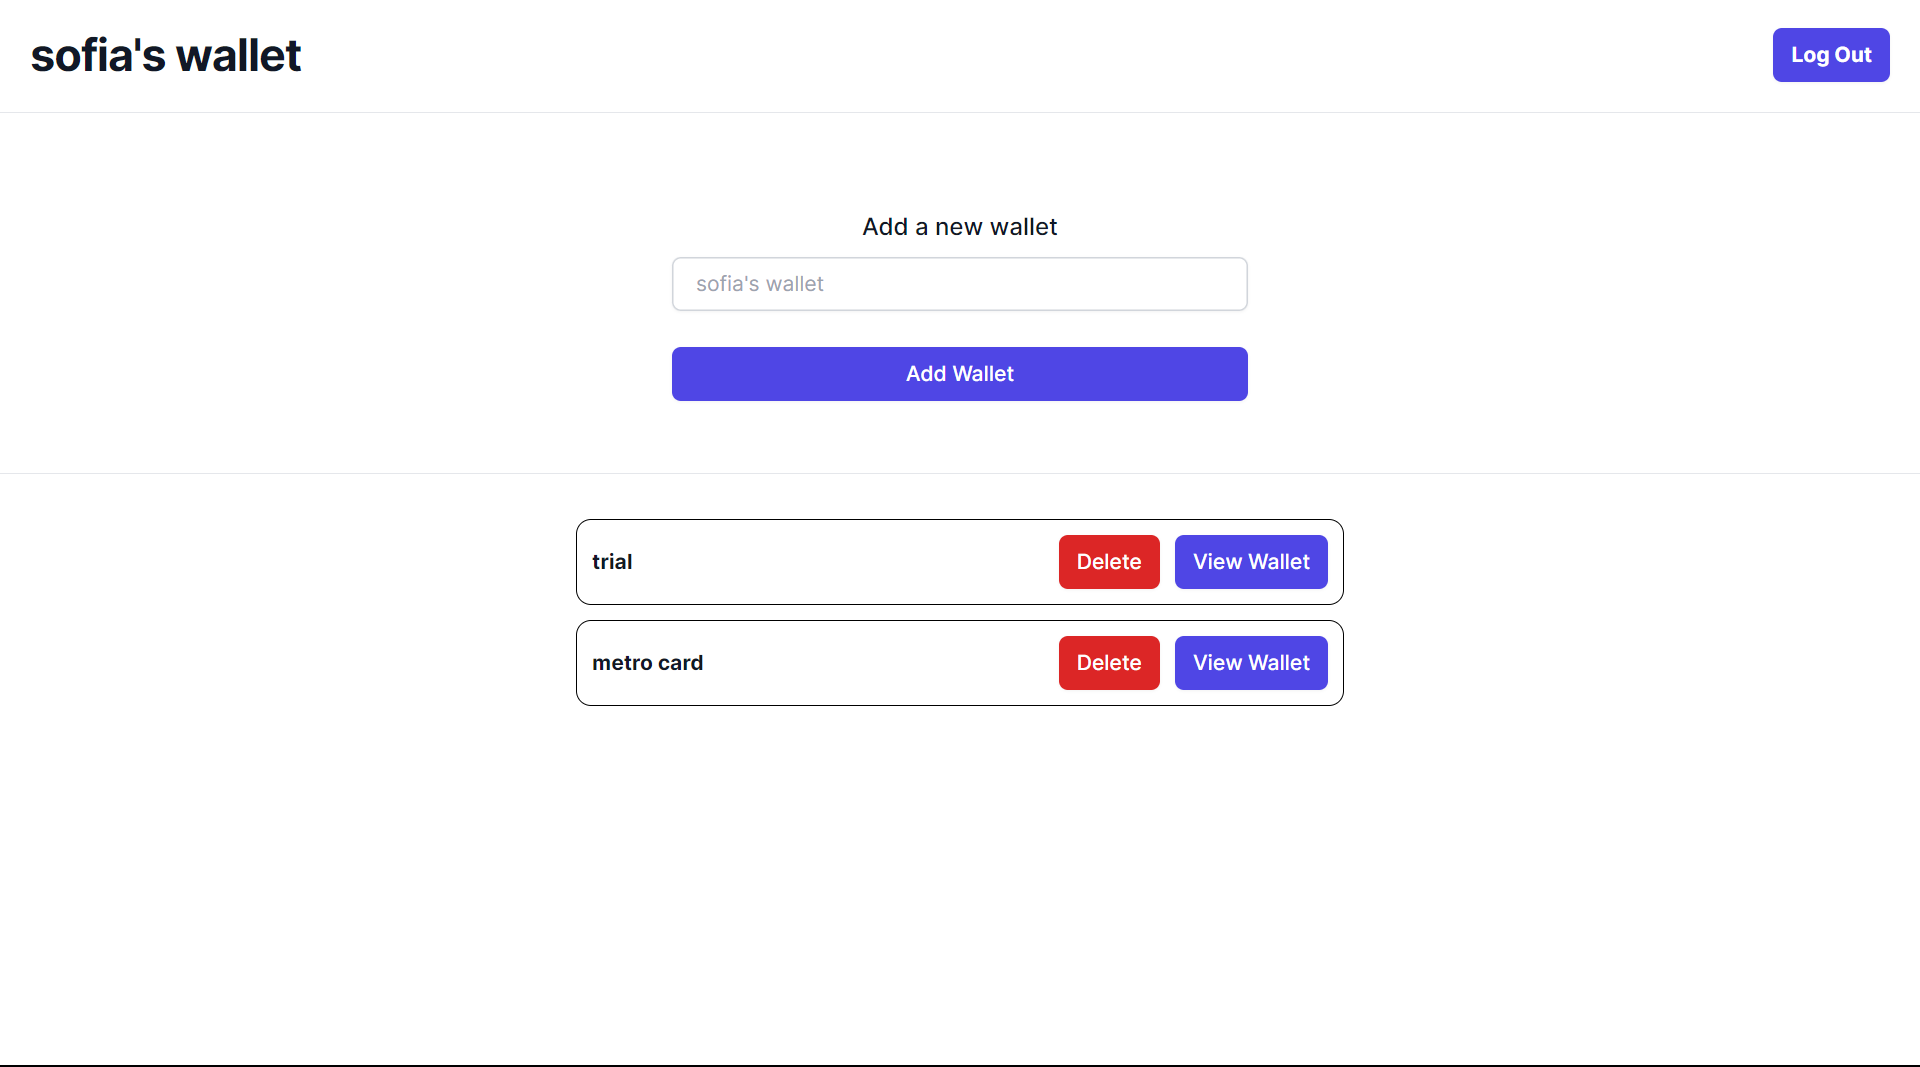 sofia's wallet
Log Out
Add a new wallet
sofia's wallet
Add Wallet
trial
Delete
View Wallet
metro card
Delete
View Wallet